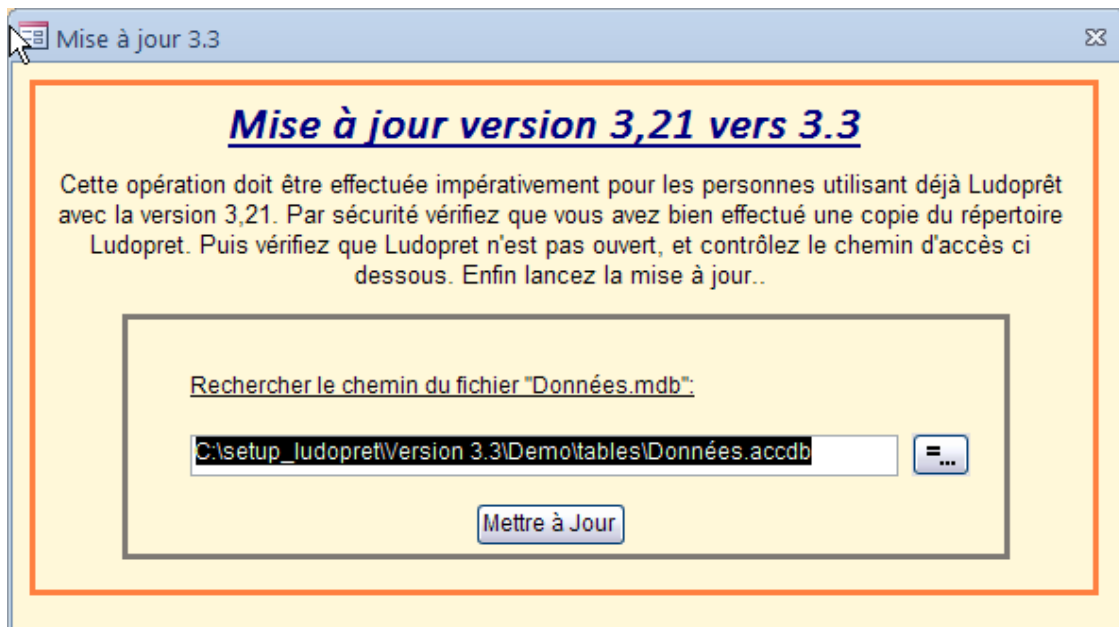 Mise à jour 3.3
Mise à jour version 3,21 vers 3.3
Cette opération doit être effectuée impérativement pour les personnes utilisant déjà Ludoprêt
avec la version 3,21. Par sécurité vérifiez que vous avez bien effectué une copie du répertoire
Ludopret. Puis vérifiez que Ludopret n'est pas ouvert, et contrôlez le chemin d'accès ci
dessous. Enfin lancez la mise à jour..
Rechercher le chemin du fichier "Données.mdb":
C:\setup_ludopret\Version 3.3\Demo\tables\Données.accdb
=...
Mettre à Jour